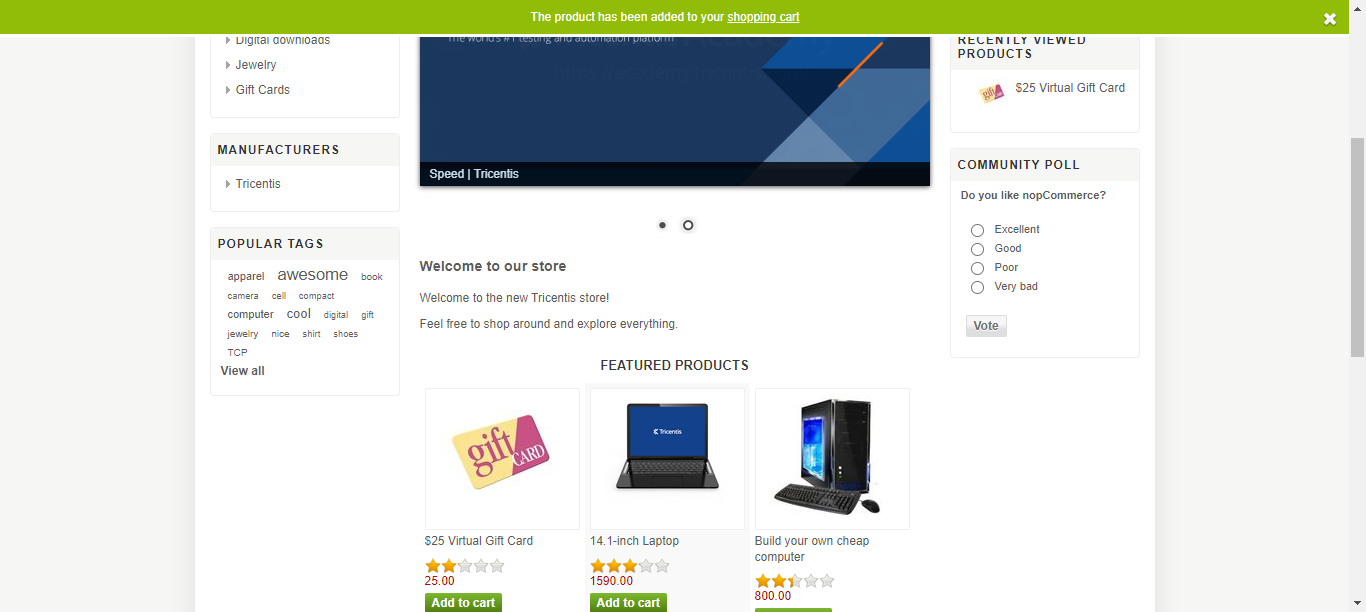 The product has been added to your shopping cart
Digital downloads
Jewelry
Gift Cards
MANUFACTURERS
Tricentis
POPULAR TAGS
apparel awesome book
camera cell compact
computer cool digital gift
jewelry nice shirt shoes
TCP
View all
The world's #1 testing and automation platform
Speed | Tricentis
Welcome to our store
Welcome to the new Tricentis store!
Feel free to shop around and explore everything.
FEATURED PRODUCTS
gift CARD
$25 Virtual Gift Card
25.00
Add to cart
Tricentis
14.1-inch Laptop
1590.00
Add to cart
Build your own cheap
computer
800.00
RECENTLY VIEWED
PRODUCTS
gift
$25 Virtual Gift Card
COMMUNITY POLL
Do you like nopCommerce?
Excellent
Good
Poor
Very bad
Vote